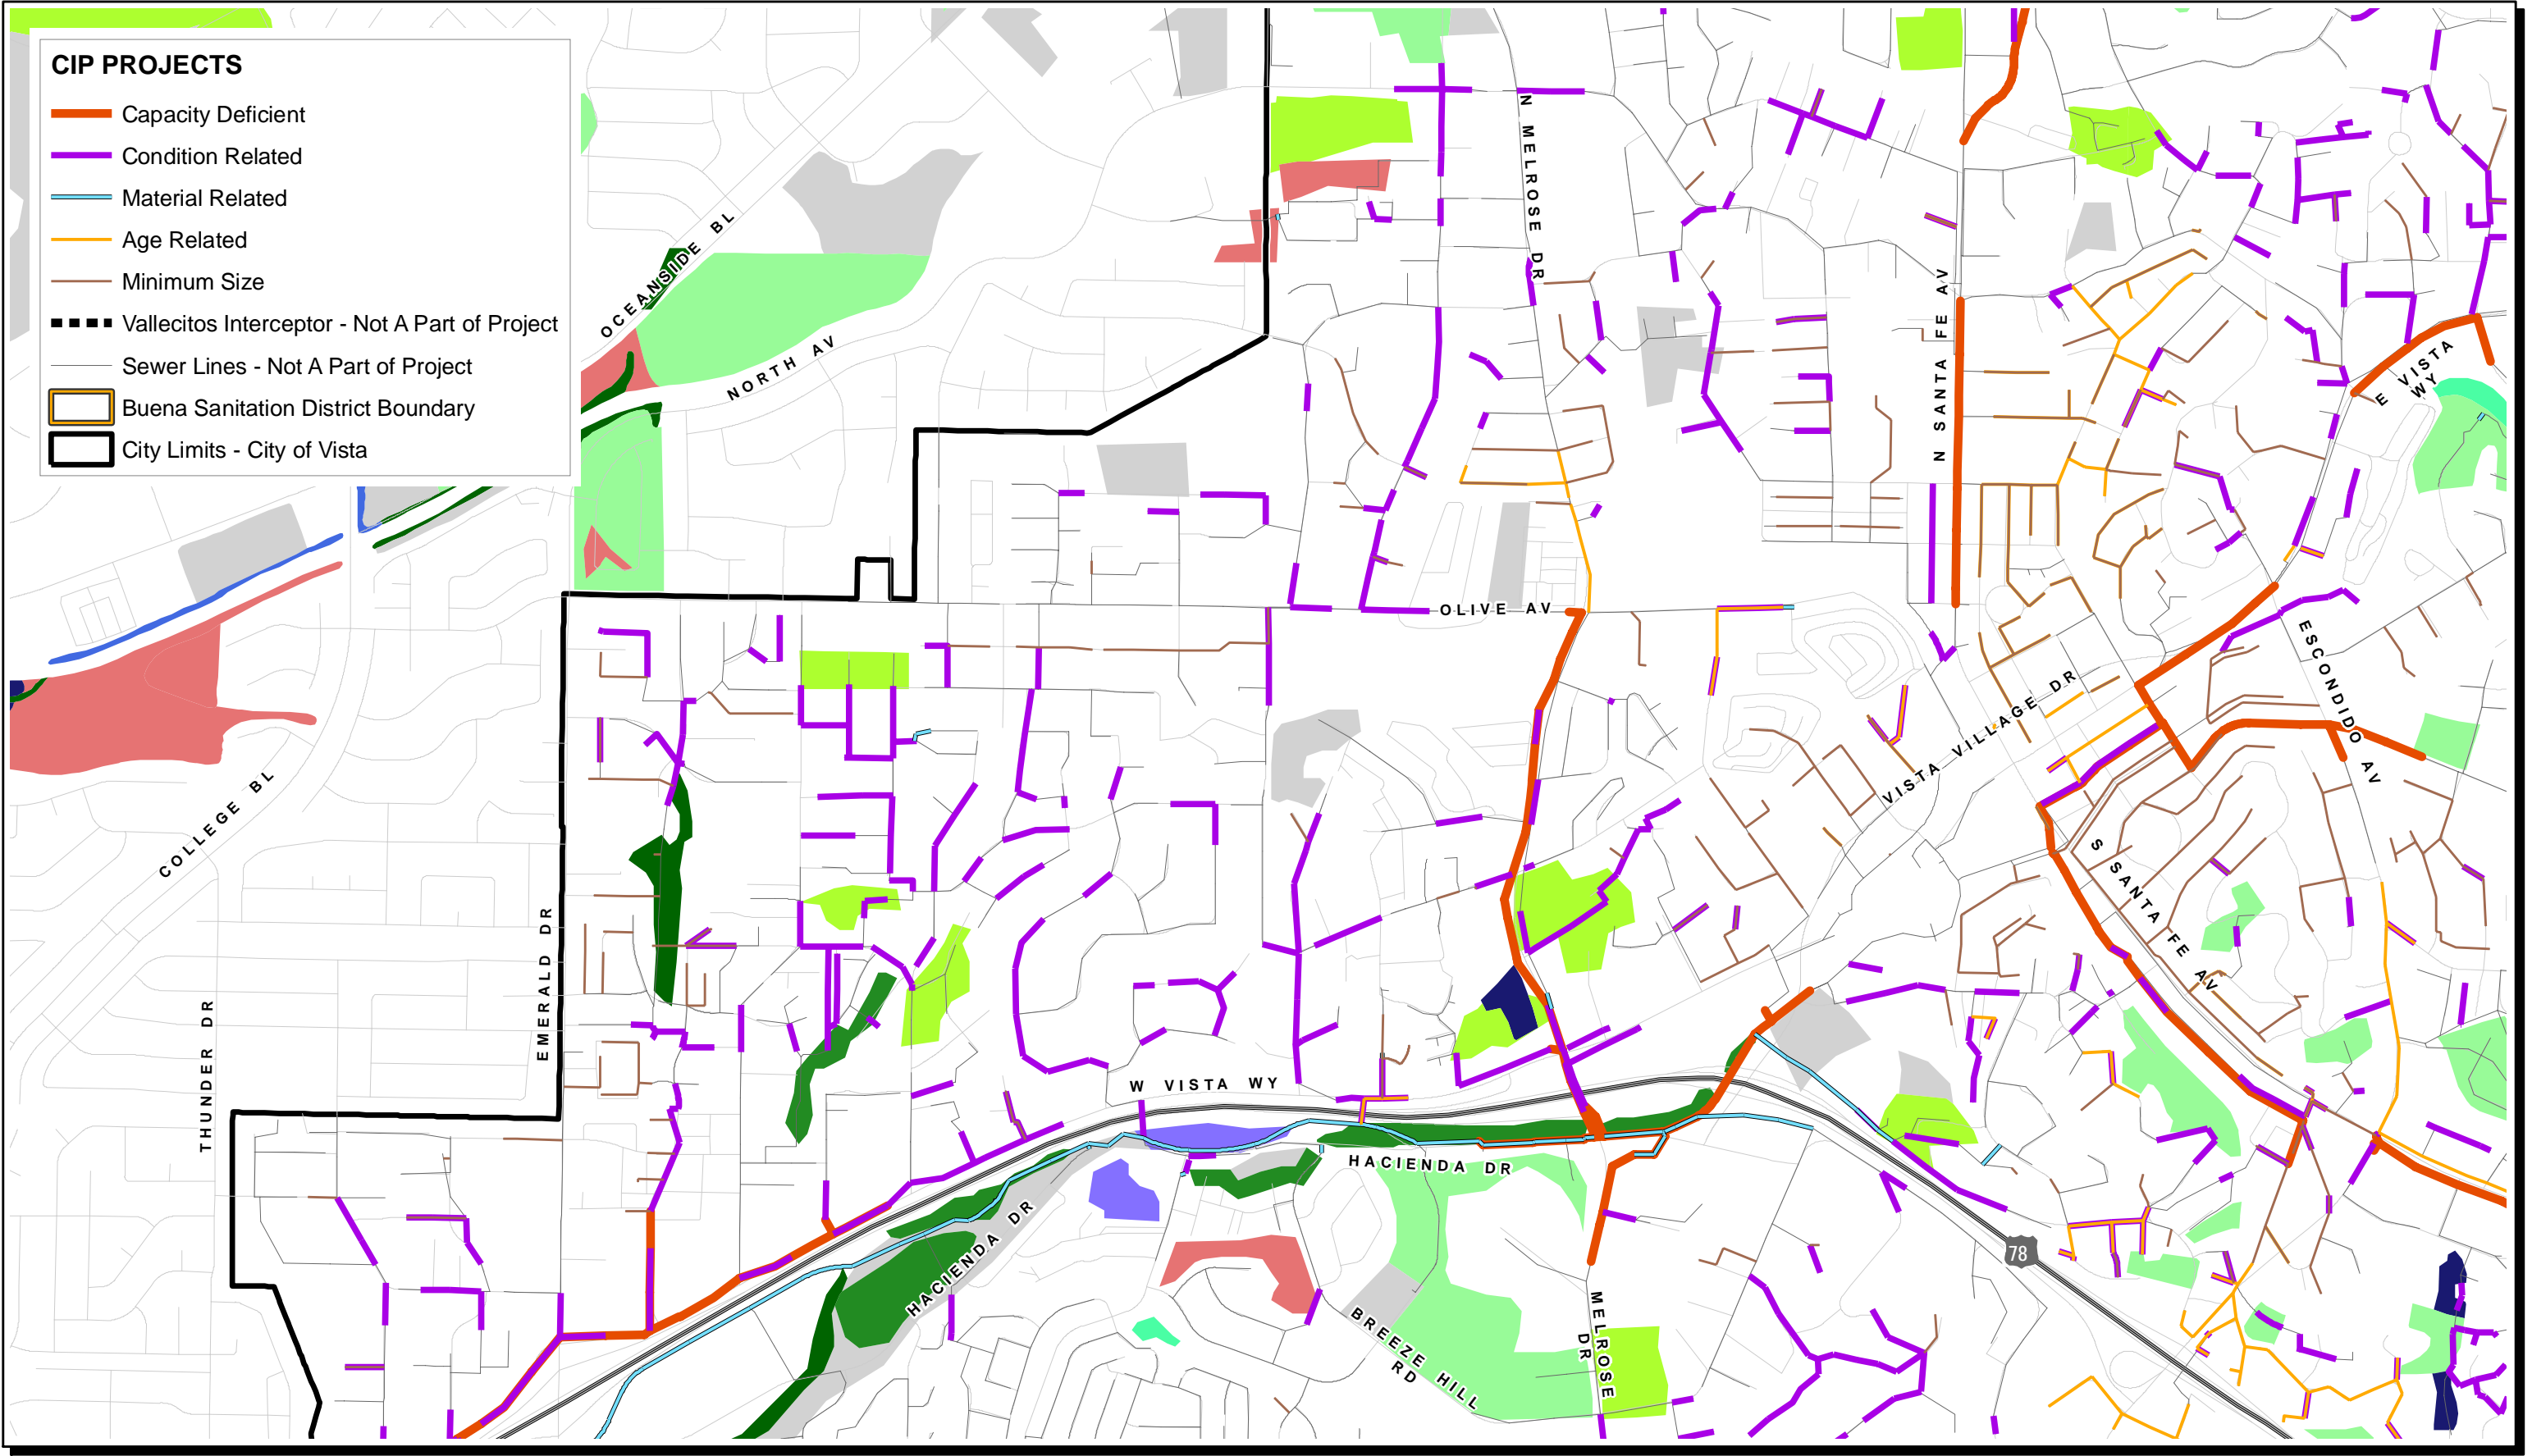 CIP PROJECTS
Capacity Deficient
Condition Related
Material Related
Age Related
Minimum Size
Vallecitos Interceptor - Not A Part of Project
Sewer Lines - Not A Part of Project
Buena Sanitation District Boundary
City Limits - City of Vista
OCEANSIDE BL
NORTH AV
N MELROSE DR
N SANTA FE AV
E VISTA
WY
OLIVE AV
ESCONDIDO AV
VISTA VILLAGE DR
COLLEGE BL
S SANTA FE AV
EMERALD DR
THUNDER DR
W VISTA WY
HACIENDA DR
HACIENDA DR
78
BREEZE HILL
RD
MELROSE
DR